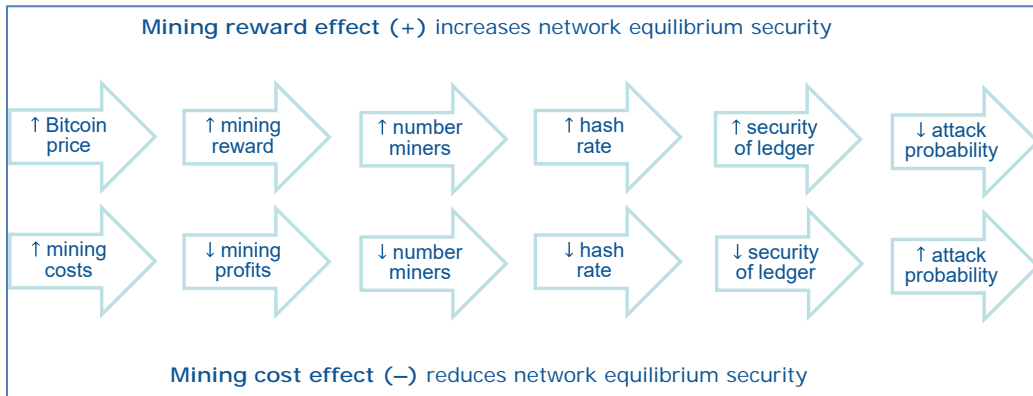 Mining reward effect (+) increases network equilibrium security
↑ Bitcoin
price
↑ mining
reward
↑ number
miners
↑ hash
rate
↑ security
of ledger
↓ attack
probability
↑ mining
costs
↓ mining
profits
↓ number
miners
↓ hash
rate
↓ security
of ledger
↑ attack
probability
Mining cost effect (−) reduces network equilibrium security